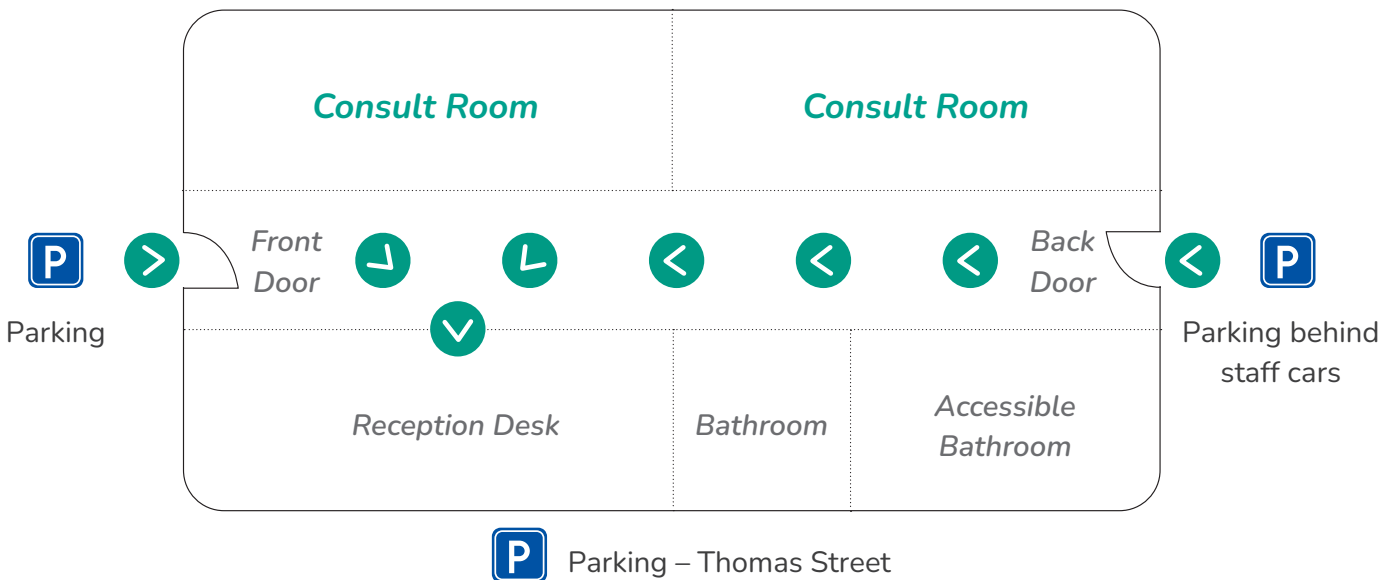 Consult Room
Consult Room
Front
Door
Back
Door
P
P
Parking
Parking behind
staff cars
Reception Desk
Bathroom
Accessible
Bathroom
P
Parking – Thomas Street